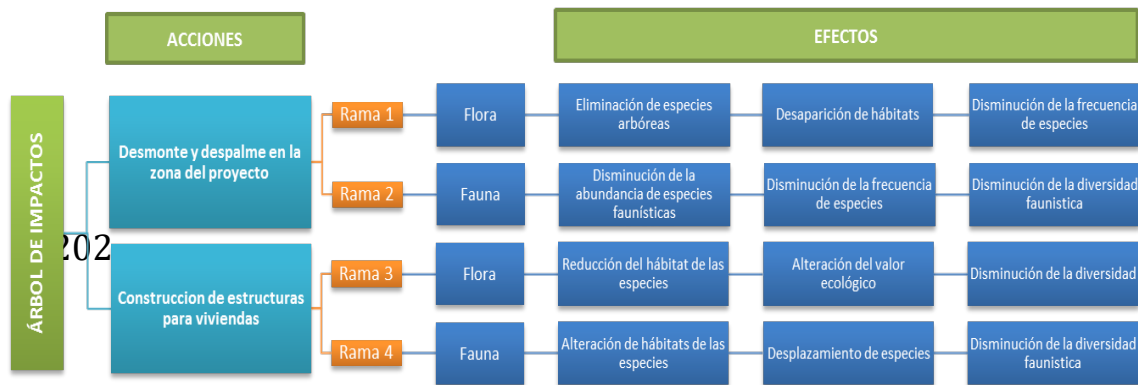 ACCIONES
EFECTOS
ÁRBOL DE IMPACTOS
Desmonte y despalme en la
zona del proyecto
Rama 1
Flora
Eliminación de especies
arbóreas
Desaparición de hábitats
Disminución de la frecuencia
de especies
Rama 2
Fauna
Disminución de la
abundancia de especies
faunísticas
Disminución de la frecuencia
de especies
Disminución de la diversidad
faunistica
202
Construccion de estructuras
para viviendas
Rama 3
Flora
Reducción del hábitat de las
especies
Alteración del valor
ecológico
Disminución de la diversidad
Rama 4
Fauna
Alteración de hábitats de las
especies
Desplazamiento de especies
Disminución de la diversidad
faunistica